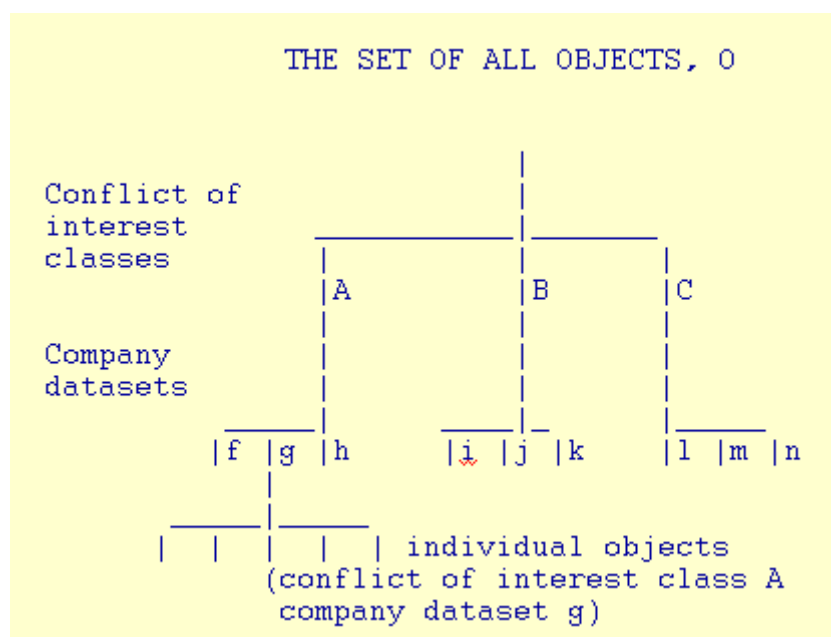 THE SET OF ALL OBJECTS, O
Conflict of
interest
classes
A B C
Company
datasets
f g h i j k l m n
individual objects
(conflict of interest class A
company dataset g)